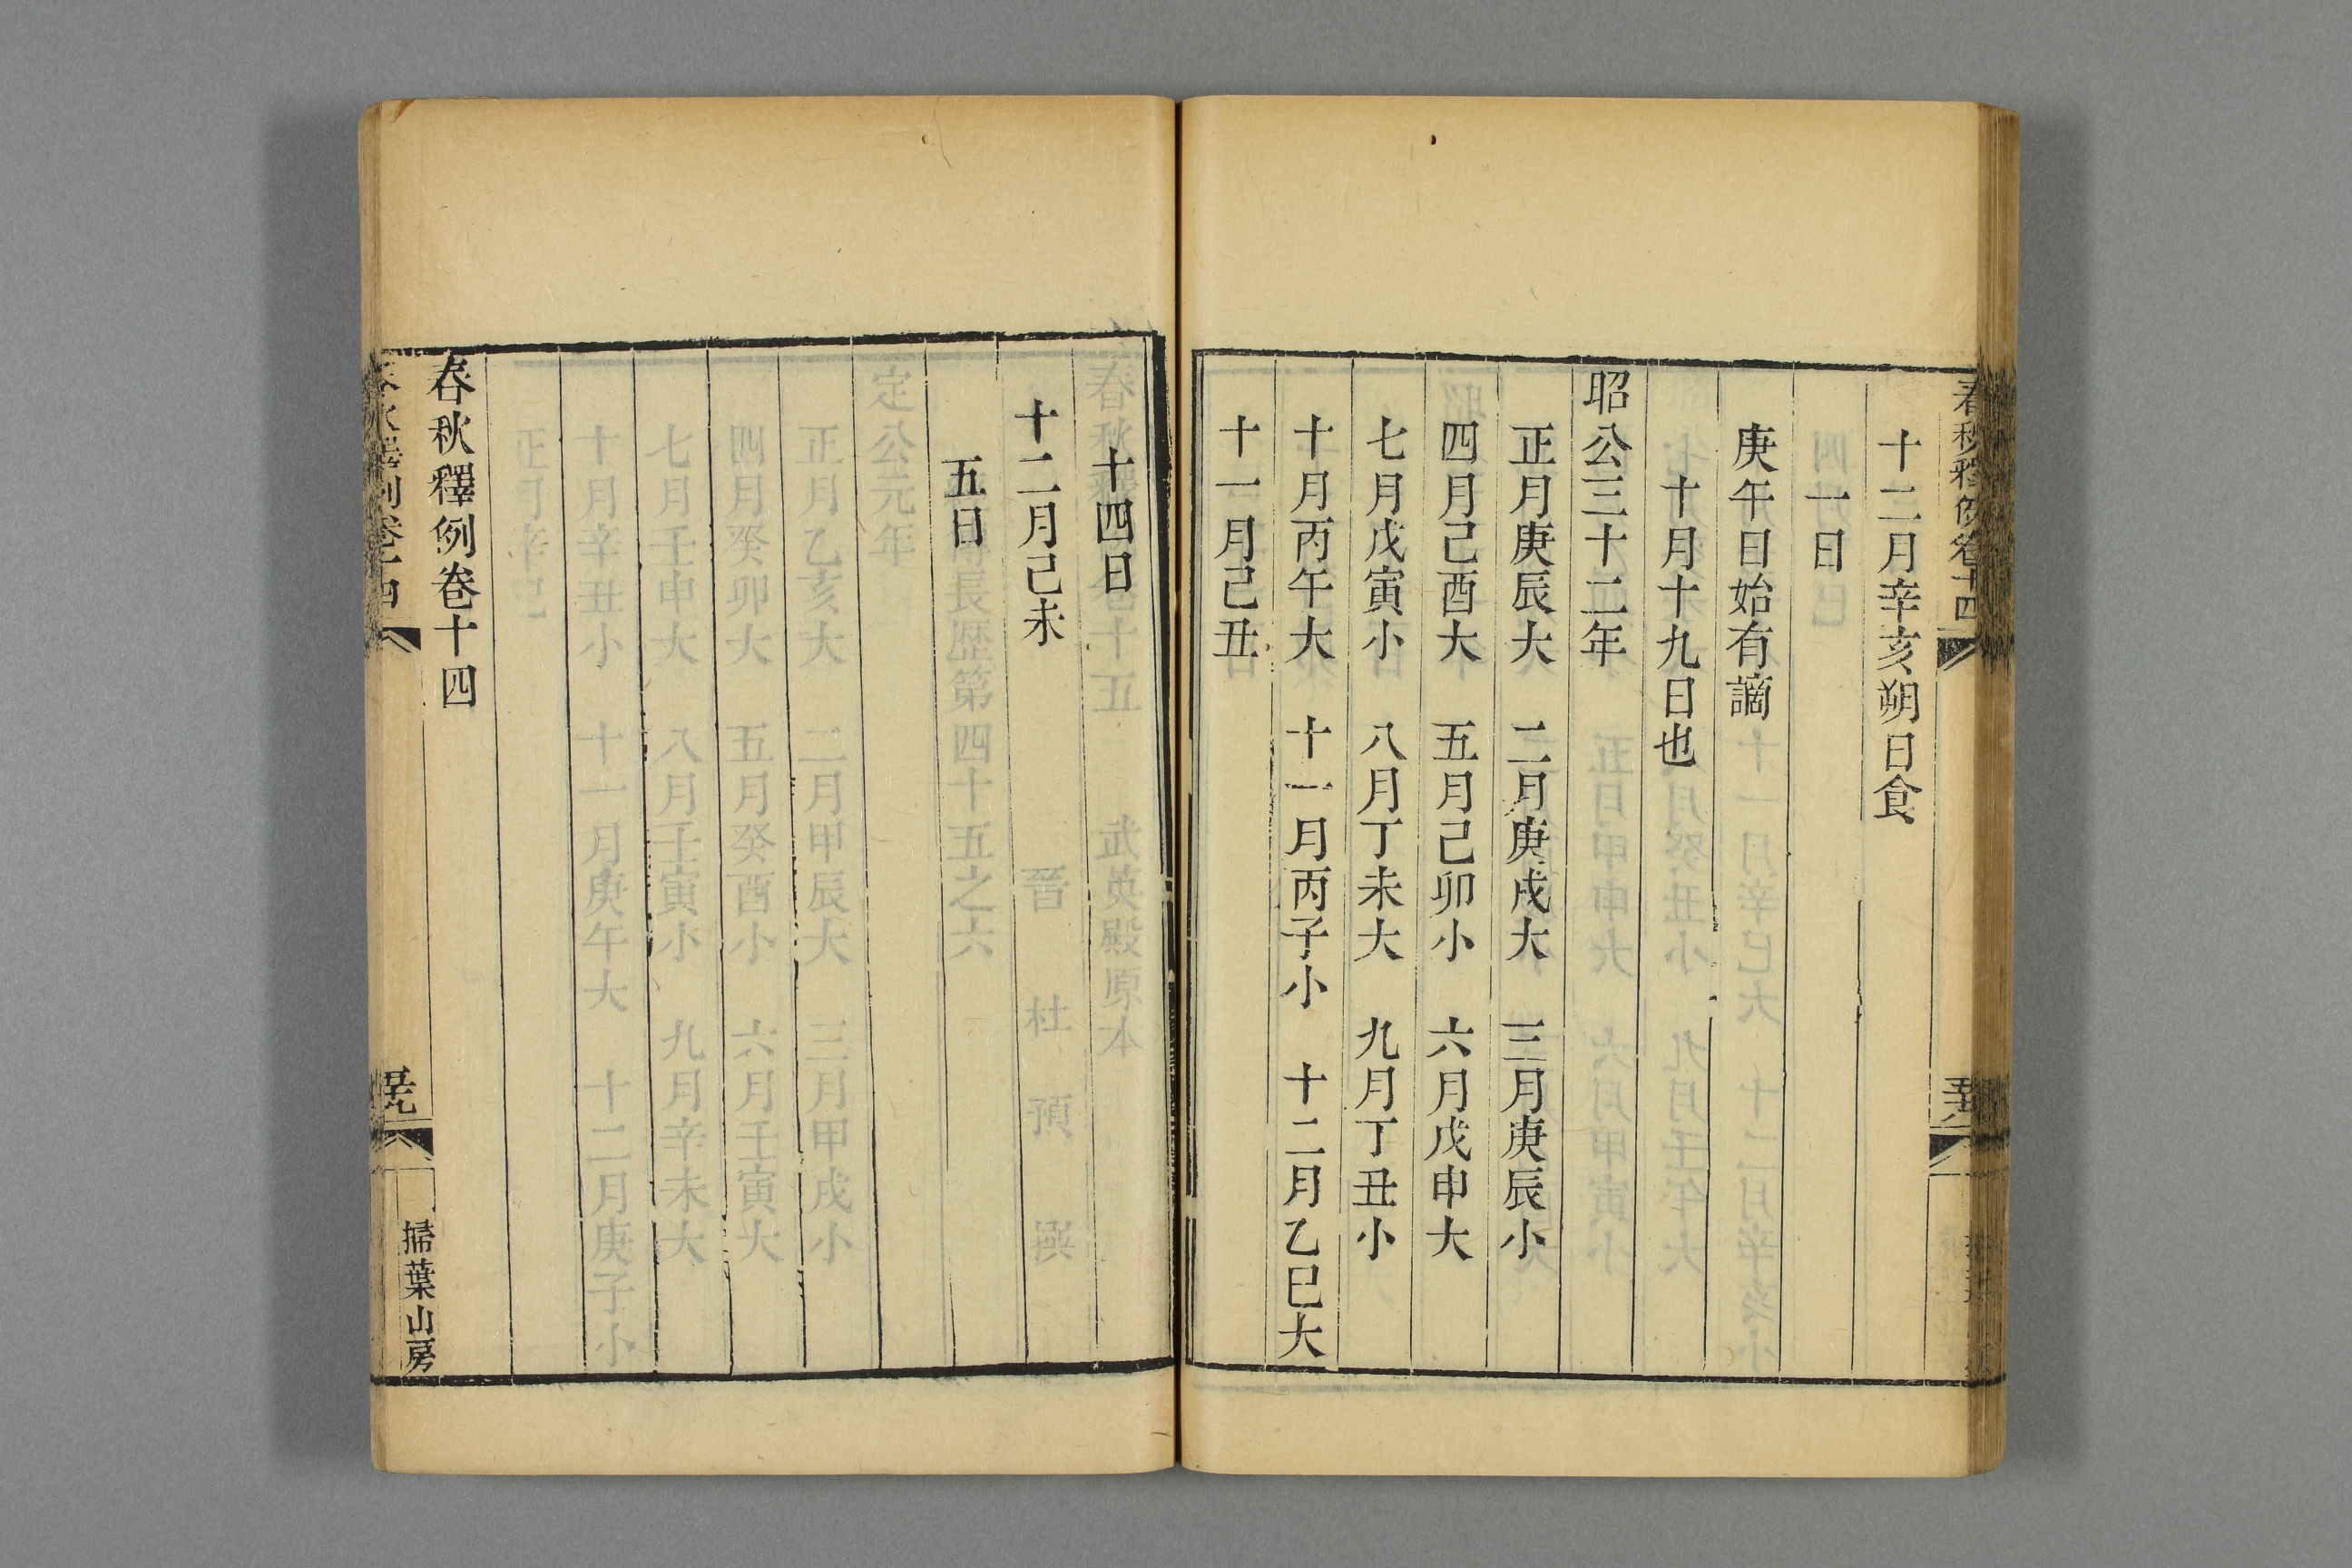 春秋釋例卷十四
十二月辛亥朔日食
一日
庚午日始有謫
十月十九日也
昭公三十二年
正月庚辰大　二月庚戌大　三月庚辰小
四月己酉大　五月己卯小　六月戊申大
七月戊寅小　八月丁未大　九月丁丑小
十月丙午大　十一月丙子小　十二月乙巳大
十一月己丑
十四日
十二月己未
五日
春秋釋例卷十四
掃葉山房